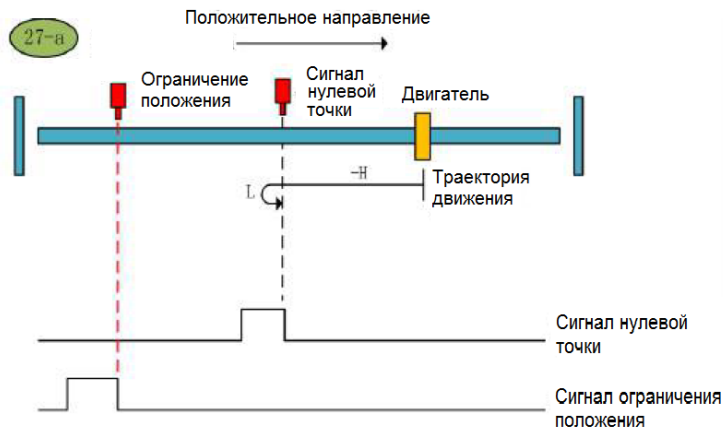 Положительное направление
27-a
Ограничение
положения
Сигнал
нулевой
точки
Двигатель
-H
L
Траектория
движения
Сигнал нулевой
точки
Сигнал ограничения
положения